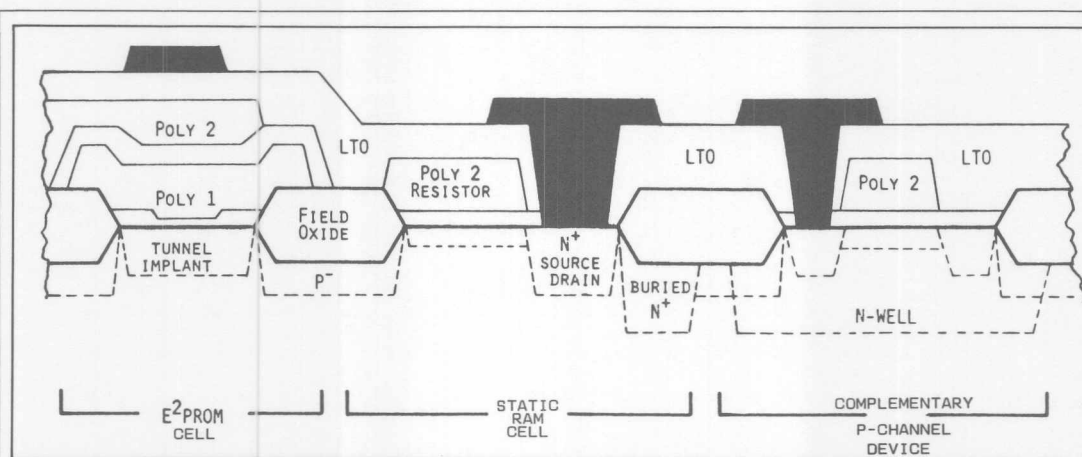 POLY 2
LTO
POLY 1
TUNNEL
IMPLANT
FIELD
OXIDE
P-
POLY 2
RESISTOR
N+
SOURCE
DRAIN
LTO
BURIED
N+
POLY 2
LTO
N-WELL
E2PROM
CELL
STATIC
RAM
CELL
COMPLEMENTARY
P-CHANNEL
DEVICE